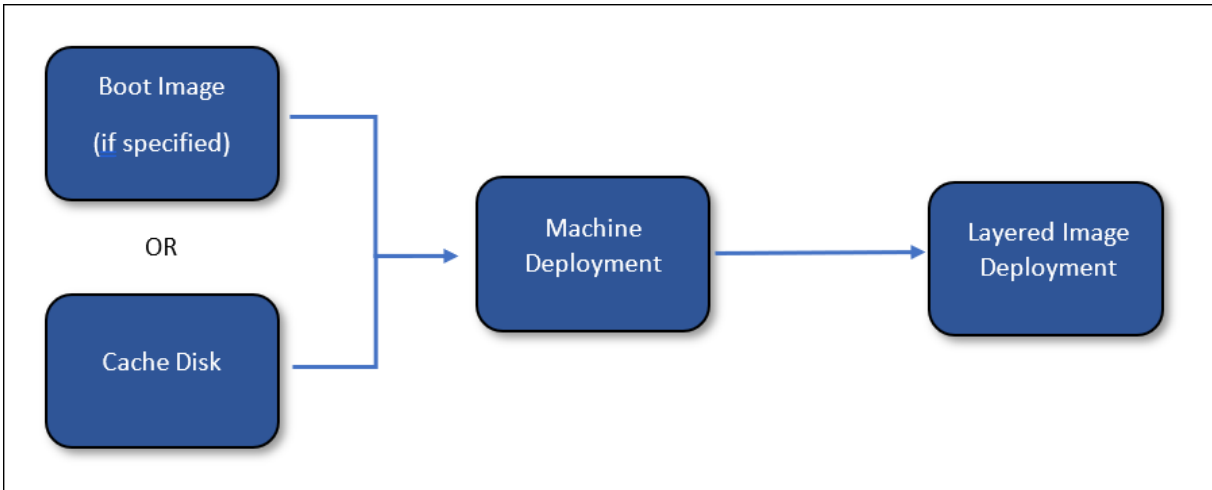 Boot Image
(if specified)
OR
Cache Disk
Machine
Deployment
Layered Image
Deployment